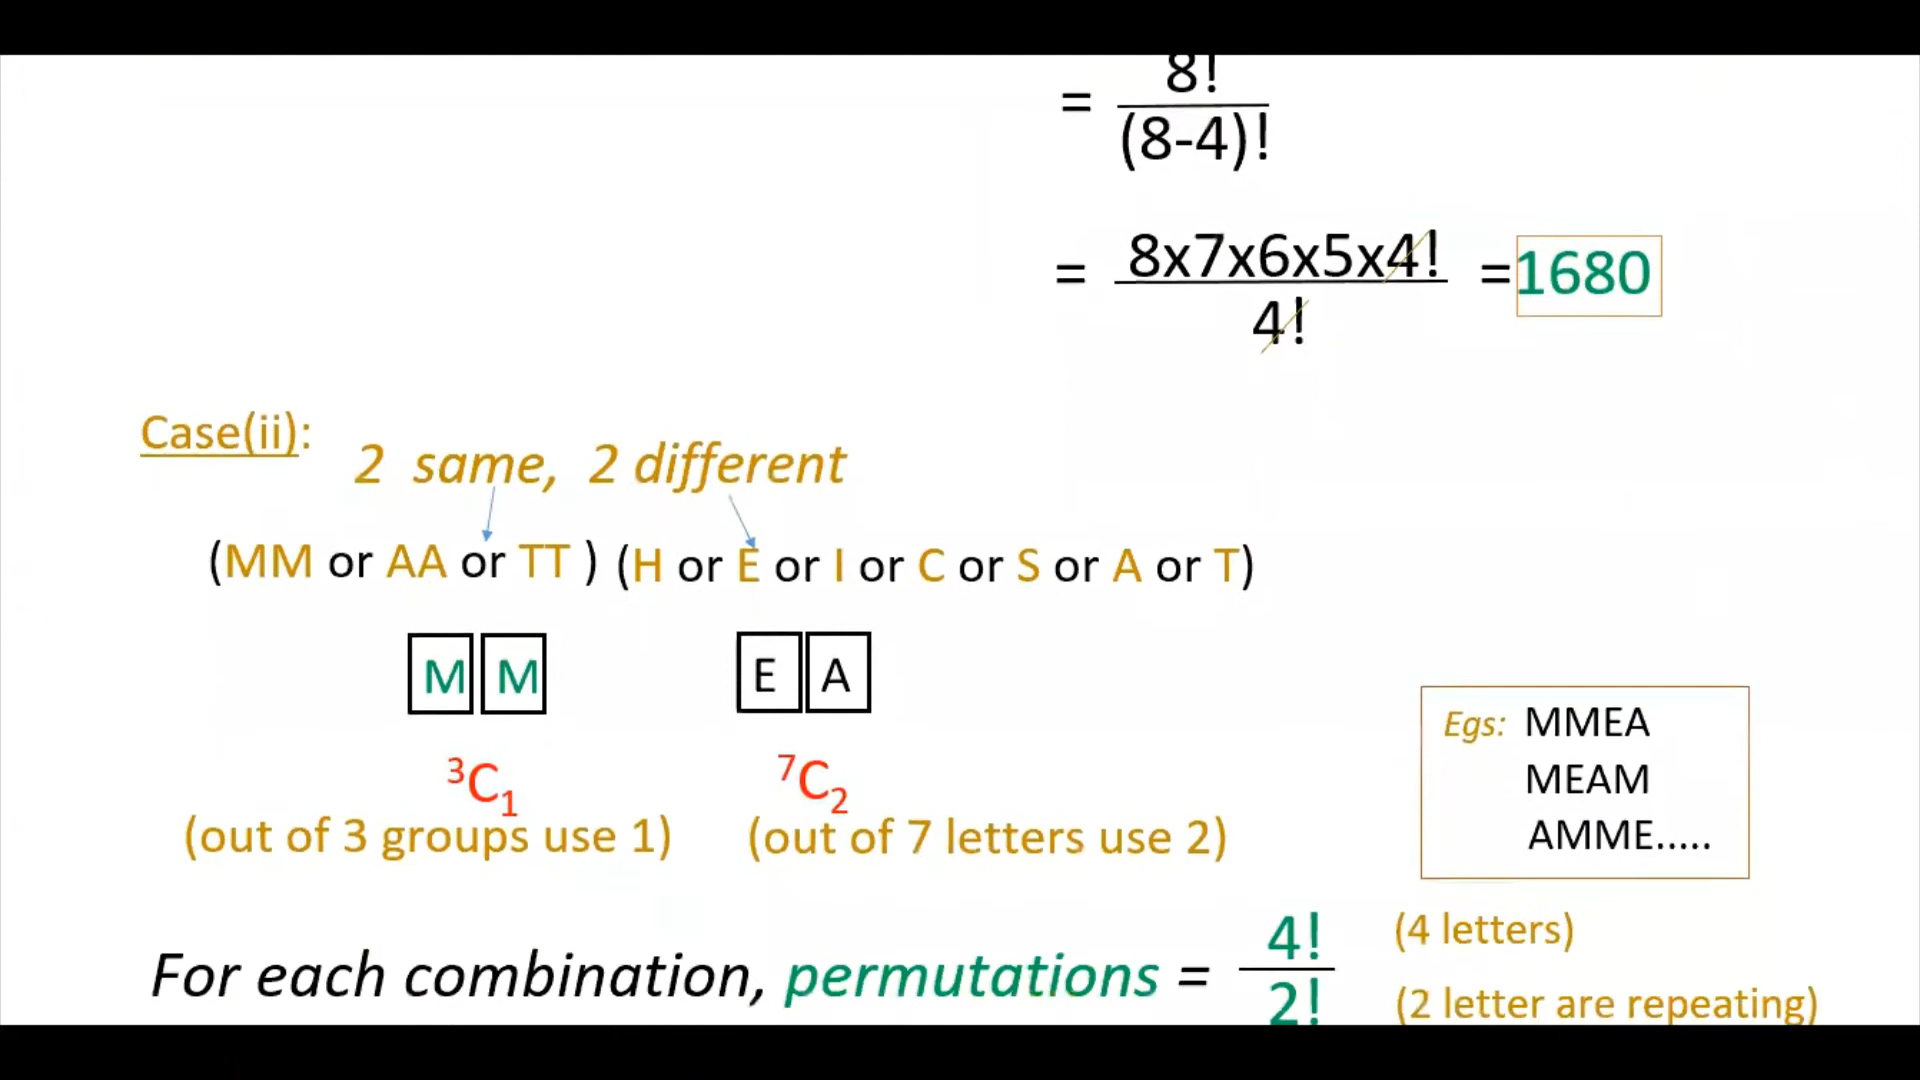 = 8!
(8-4)!
= 8x7x6x5x4! = 1680
4!
Case(ii):
2 same, 2 different
(MM or AA or TT ) (H or E or I or C or S or A or T)
M M E A
³C₁ ⁷C₂
(out of 3 groups use 1) (out of 7 letters use 2)
Egs: MMEA
MEAM
AMME.....
For each combination, permutations = 4! (4 letters)
2! (2 letter are repeating)